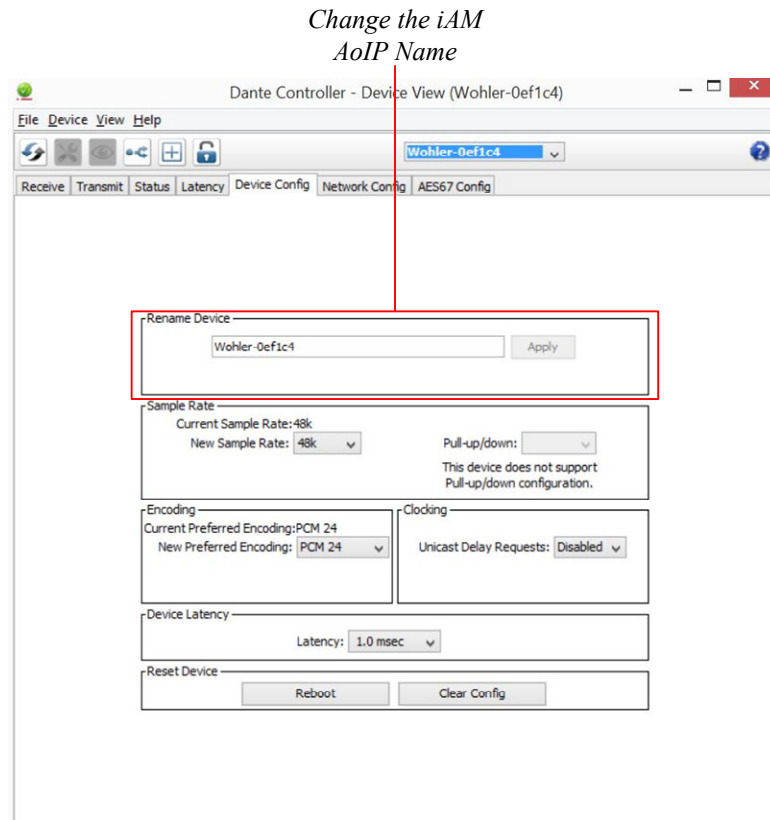 Change the iAM
AoIP Name
Dante Controller - Device View (Wohler-0ef1c4)
File Device View Help
Wohler-0ef1c4
Receive Transmit Status Latency Device Config Network Config AES67 Config
Rename Device
Wohler-0ef1c4 Apply
Sample Rate
Current Sample Rate:48k
New Sample Rate: 48k Pull-up/down:
This device does not support
Pull-up/down configuration.
Encoding Clocking
Current Preferred Encoding:PCM 24
New Preferred Encoding: PCM 24 Unicast Delay Requests: Disabled
Device Latency
Latency: 1.0 msec
Reset Device
Reboot Clear Config